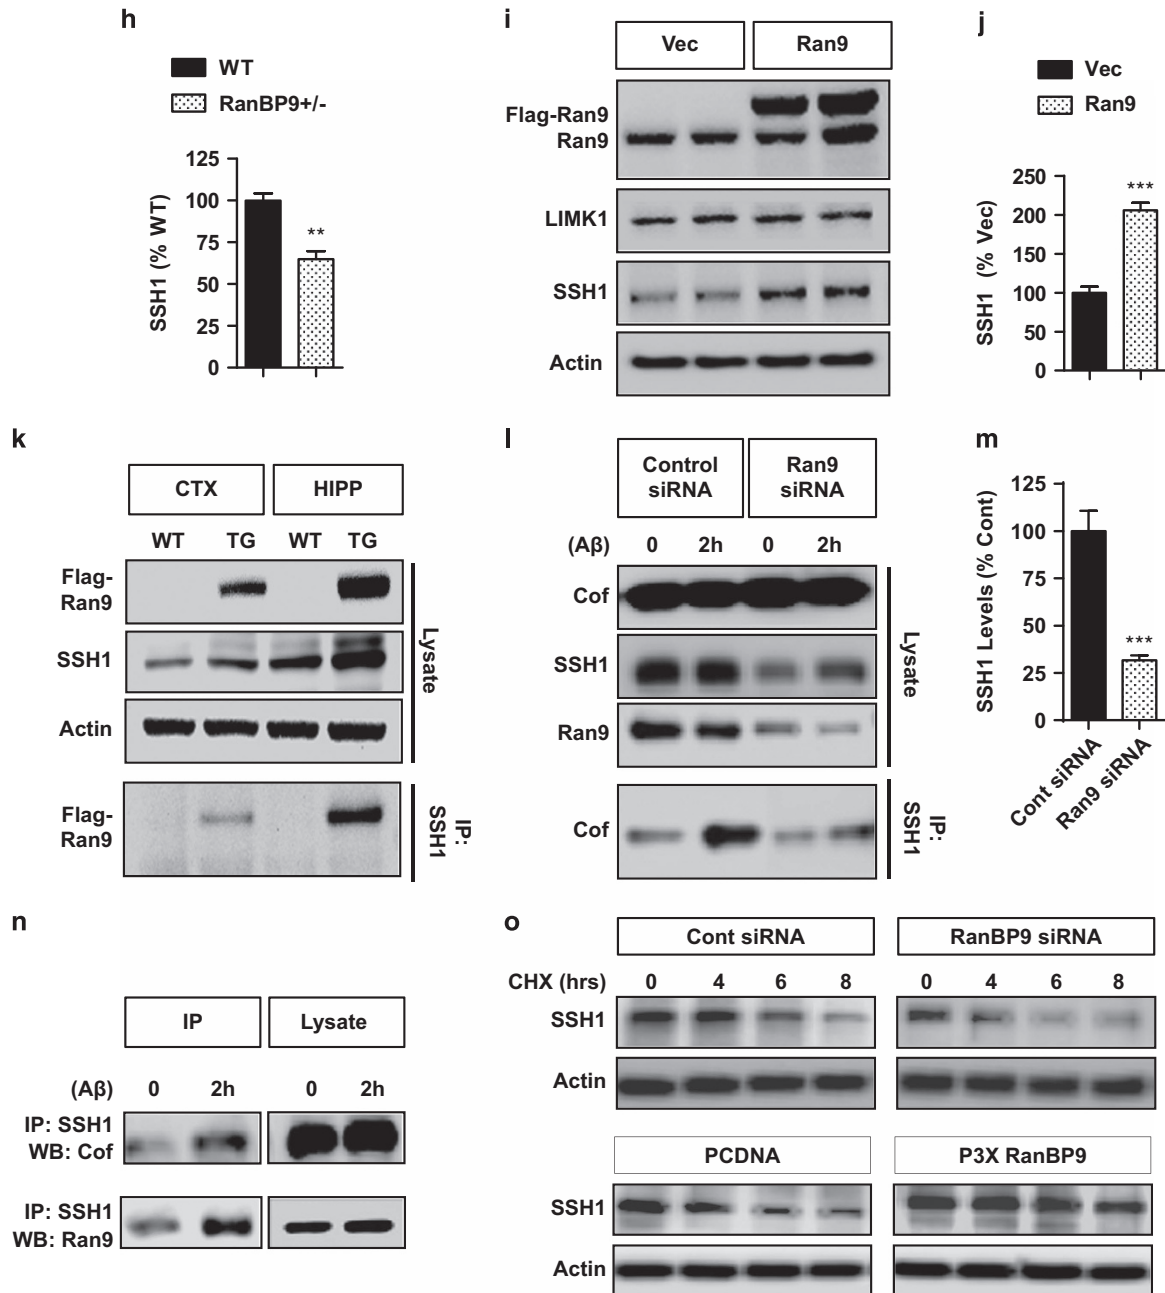 h
WT
RanBP9+/-
SSH1 (% WT)
125
100
75
50
25
0
**
i
Vec Ran9
Flag-Ran9
Ran9
LIMK1
SSH1
Actin
j
Vec
Ran9
SSH1 (% Vec)
250
200
150
100
50
0
***
k
CTX HIPP
WT TG WT TG
Flag-
Ran9
SSH1
Actin
Lysate
Flag-
Ran9
IP:
SSH1
l
Control
siRNA
Ran9
siRNA
(Aβ) 0 2h 0 2h
Cof
SSH1
Ran9
Lysate
Cof
IP:
SSH1
m
SSH1 Levels (% Cont)
125
100
75
50
25
0
***
Cont siRNA
Ran9 siRNA
n
IP Lysate
(Aβ) 0 2h 0 2h
IP: SSH1
WB: Cof
IP: SSH1
WB: Ran9
o
Cont siRNA RanBP9 siRNA
CHX (hrs) 0 4 6 8 0 4 6 8
SSH1
Actin
PCDNA P3X RanBP9
SSH1
Actin